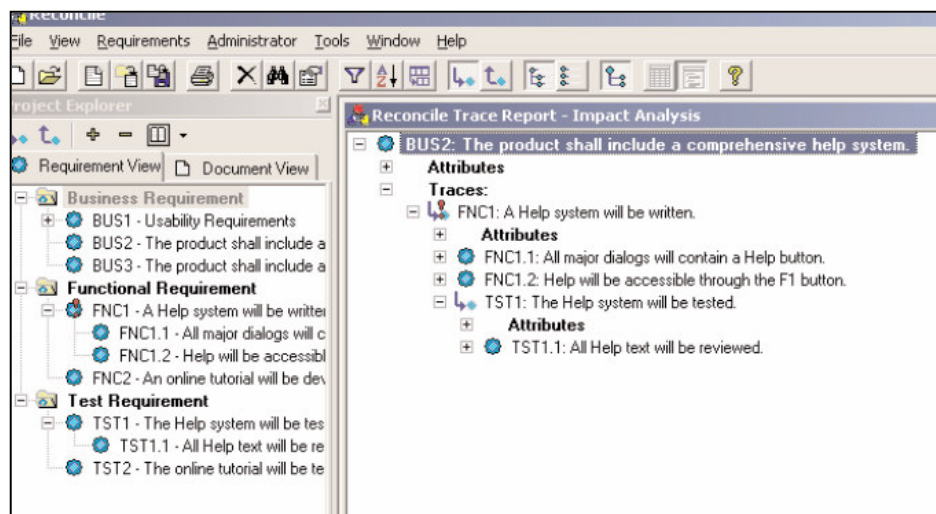 Reconcile
File View Requirements Administrator Tools Window Help
Project Explorer
Requirement View Document View
Business Requirement
BUS1 - Usability Requirements
BUS2 - The product shall include a
BUS3 - The product shall include a
Functional Requirement
FNC1 - A Help system will be writte
FNC1.1 - All major dialogs will c
FNC1.2 - Help will be accessibl
FNC2 - An online tutorial will be dev
Test Requirement
TST1 - The Help system will be tes
TST1.1 - All Help text will be re
TST2 - The online tutorial will be te
Reconcile Trace Report - Impact Analysis
BUS2: The product shall include a comprehensive help system.
Attributes
Traces:
FNC1: A Help system will be written.
Attributes
FNC1.1: All major dialogs will contain a Help button.
FNC1.2: Help will be accessible through the F1 button.
TST1: The Help system will be tested.
Attributes
TST1.1: All Help text will be reviewed.